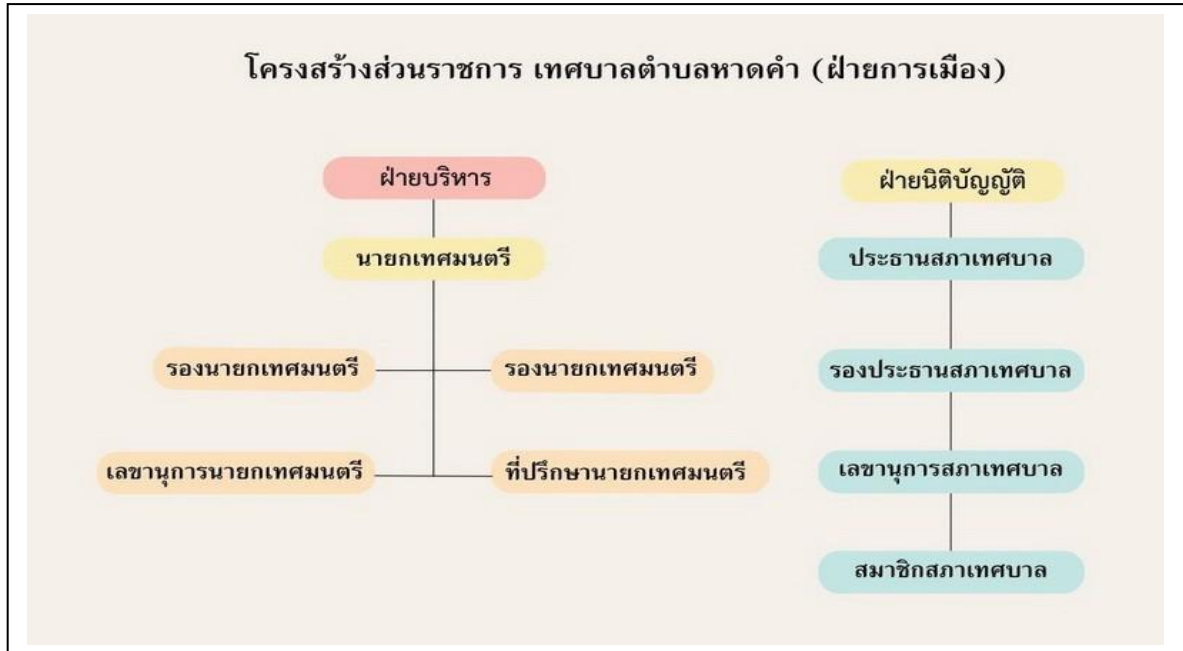 โครงสร้างส่วนราชการ เทศบาลตำบลหาดคำ (ฝ่ายการเมือง)
ฝ่ายบริหาร
นายกเทศมนตรี
รองนายกเทศมนตรี
รองนายกเทศมนตรี
เลขานุการนายกเทศมนตรี
ที่ปรึกษานายกเทศมนตรี
ฝ่ายนิติบัญญัติ
ประธานสภาเทศบาล
รองประธานสภาเทศบาล
เลขานุการสภาเทศบาล
สมาชิกสภาเทศบาล